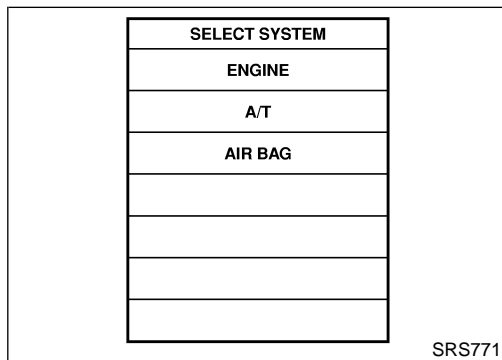 SELECT SYSTEM
ENGINE
A/T
AIR BAG
SRS771